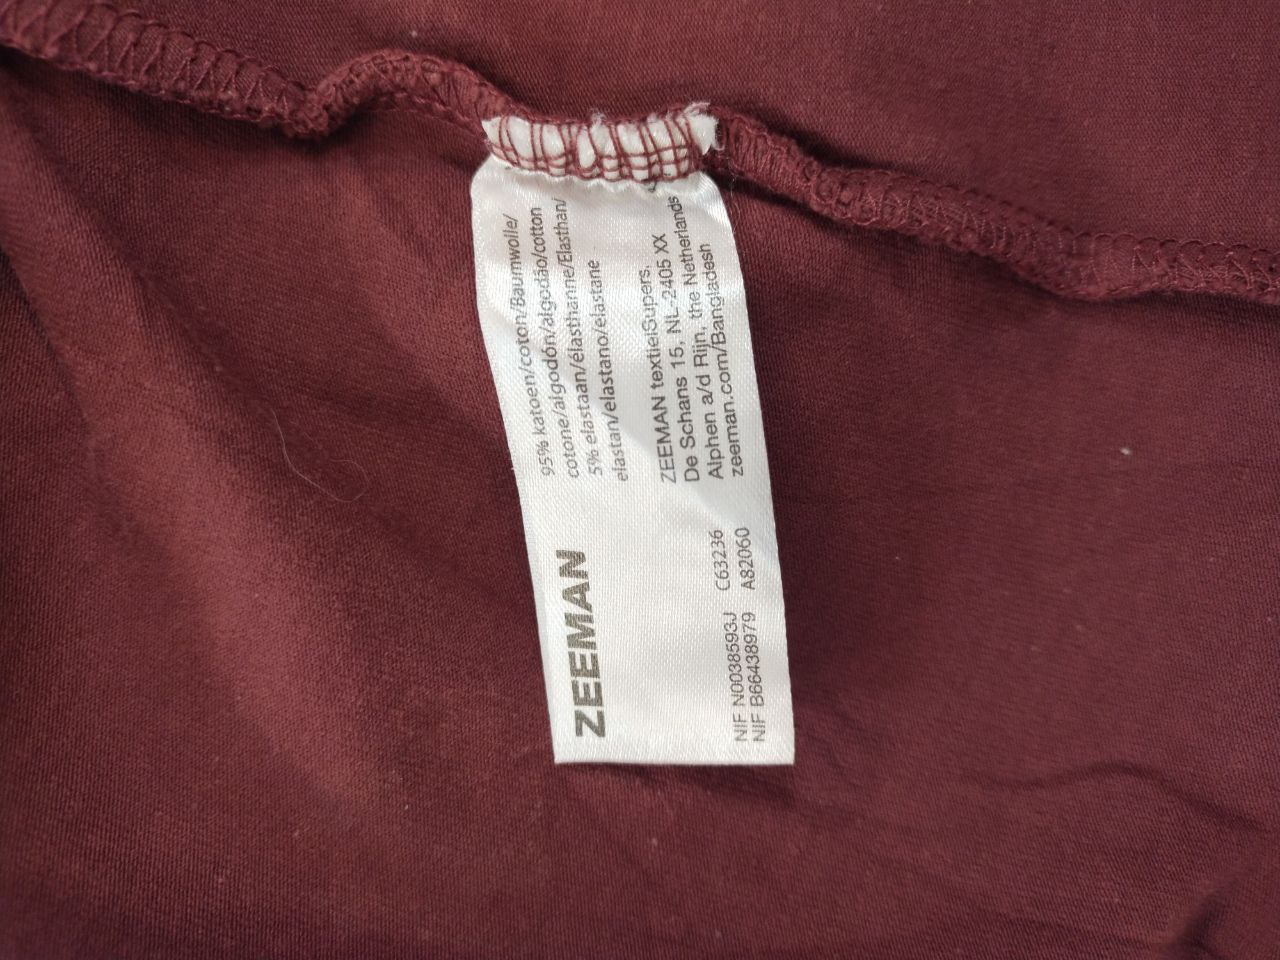 95% katoen/coton/Baumwolle/
cotone/algodón/algodão/cotton
5% elastaan/élasthanne/Elasthan/
elastan/elastano/elastane
ZEEMAN textielSupers,
De Schans 15, NL-2405 XX
Alphen a/d Rijn, the Netherlands
zeeman.com/Bangladesh
ZEEMAN
C63236
A82060
NIF N0038593J
NIF B66438979